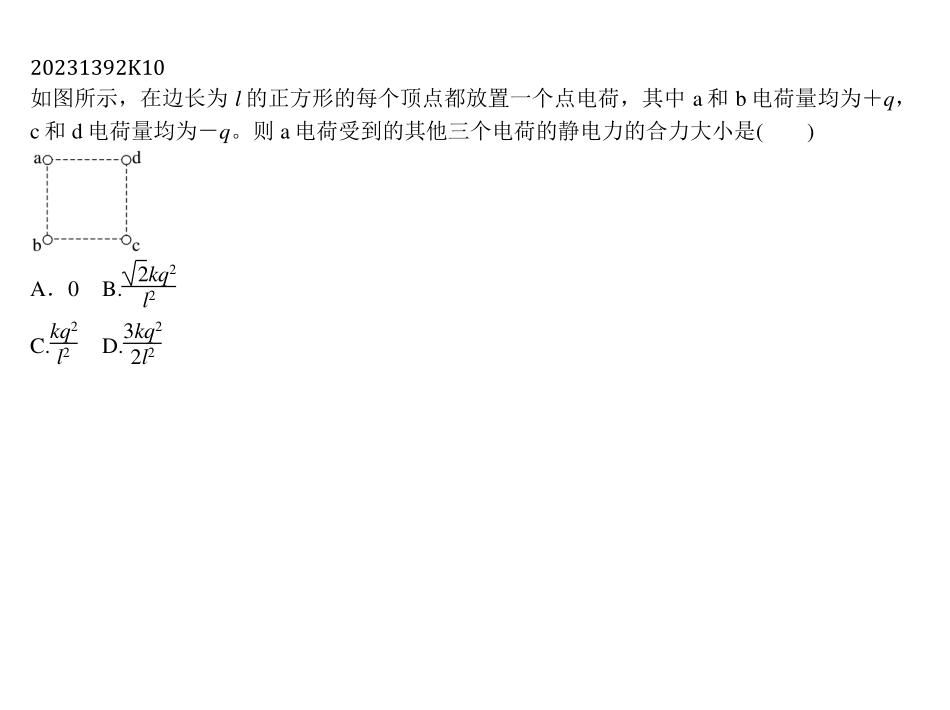 20231392K10
如图所示，在边长为 l 的正方形的每个顶点都放置一个点电荷，其中 a 和 b 电荷量均为＋q，
c 和 d 电荷量均为－q。则 a 电荷受到的其他三个电荷的静电力的合力大小是(　　)
a d
b c
A．0　B.\frac{\sqrt{2}kq^2}{l^2}
C.\frac{kq^2}{l^2}　D.\frac{3kq^2}{2l^2}